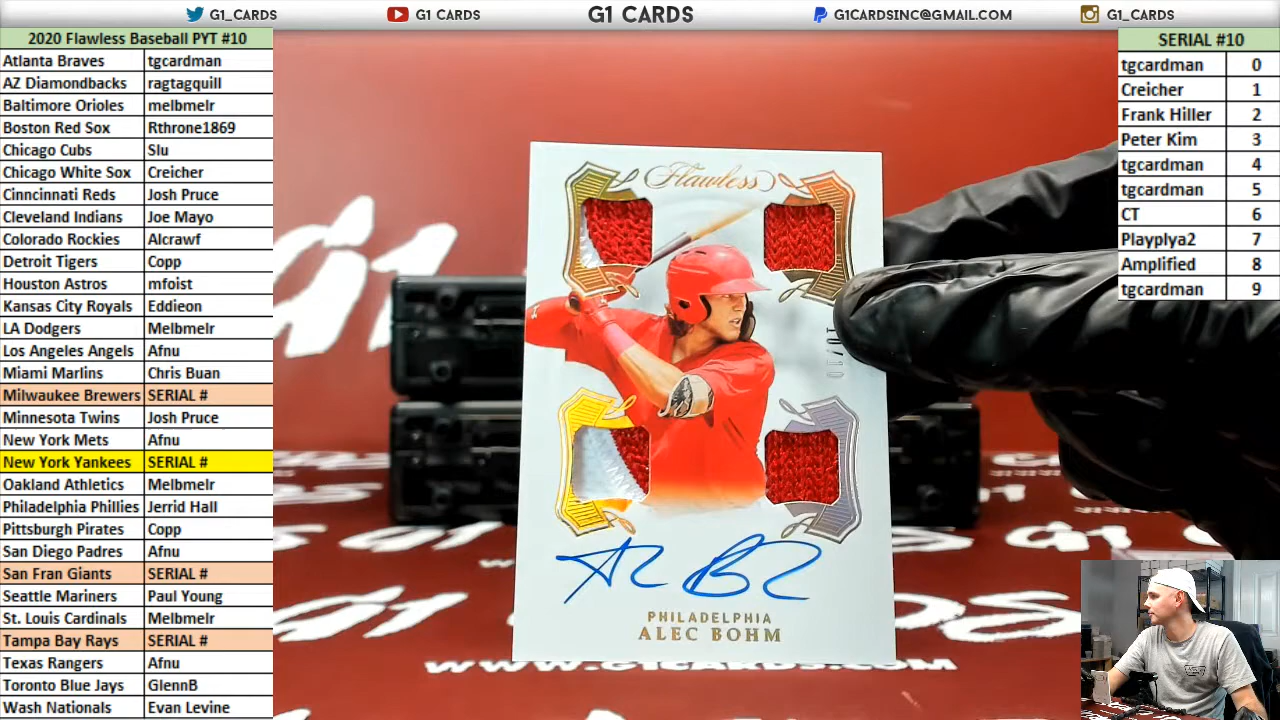 G1_CARDS
G1 CARDS
G1 CARDS
G1CARDSINC@GMAIL.COM
G1_CARDS
2020 Flawless Baseball PYT #10
Atlanta Braves tgcardman
AZ Diamondbacks ragtagquill
Baltimore Orioles melbmelr
Boston Red Sox Rthrone1869
Chicago Cubs Slu
Chicago White Sox Creicher
Cinncinnati Reds Josh Pruce
Cleveland Indians Joe Mayo
Colorado Rockies Alcrawf
Detroit Tigers Copp
Houston Astros mfoist
Kansas City Royals Eddieon
LA Dodgers Melbmelr
Los Angeles Angels Afnu
Miami Marlins Chris Buan
Milwaukee Brewers SERIAL #
Minnesota Twins Josh Pruce
New York Mets Afnu
New York Yankees SERIAL #
Oakland Athletics Melbmelr
Philadelphia Phillies Jerrid Hall
Pittsburgh Pirates Copp
San Diego Padres Afnu
San Fran Giants SERIAL #
Seattle Mariners Paul Young
St. Louis Cardinals Melbmelr
Tampa Bay Rays SERIAL #
Texas Rangers Afnu
Toronto Blue Jays GlennB
Wash Nationals Evan Levine
SERIAL #10
tgcardman 0
Creicher 1
Frank Hiller 2
Peter Kim 3
tgcardman 4
tgcardman 5
CT 6
Playplya2 7
Amplified 8
tgcardman 9
Flawless
PHILADELPHIA
ALEC BOHM
www.G1CARDS.COM